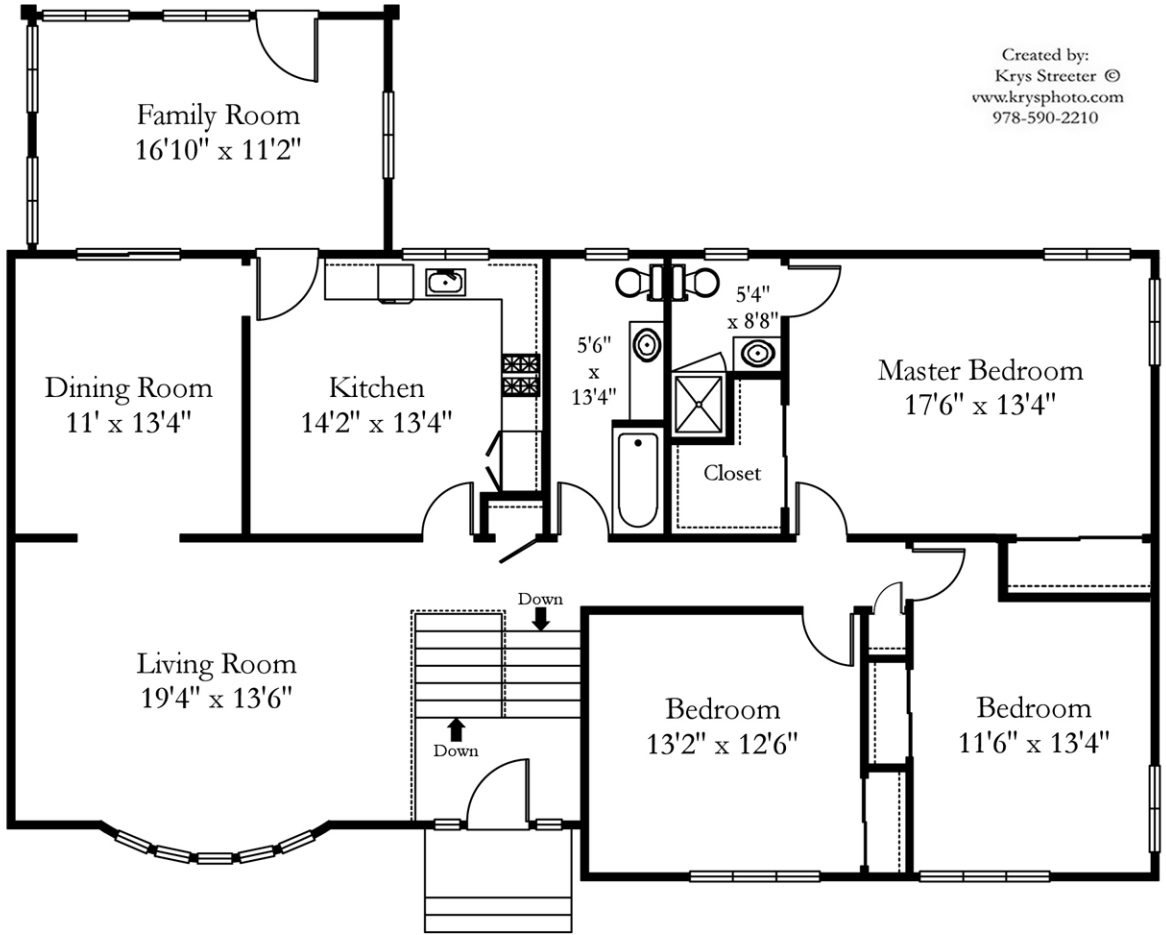 Created by:
Krys Streeter ©
www.krysphoto.com
978-590-2210
Family Room
16'10" x 11'2"
Dining Room
11' x 13'4"
Kitchen
14'2" x 13'4"
5'6"
x
13'4"
5'4"
x 8'8"
Closet
Master Bedroom
17'6" x 13'4"
Living Room
19'4" x 13'6"
Down
Down
Bedroom
13'2" x 12'6"
Bedroom
11'6" x 13'4"